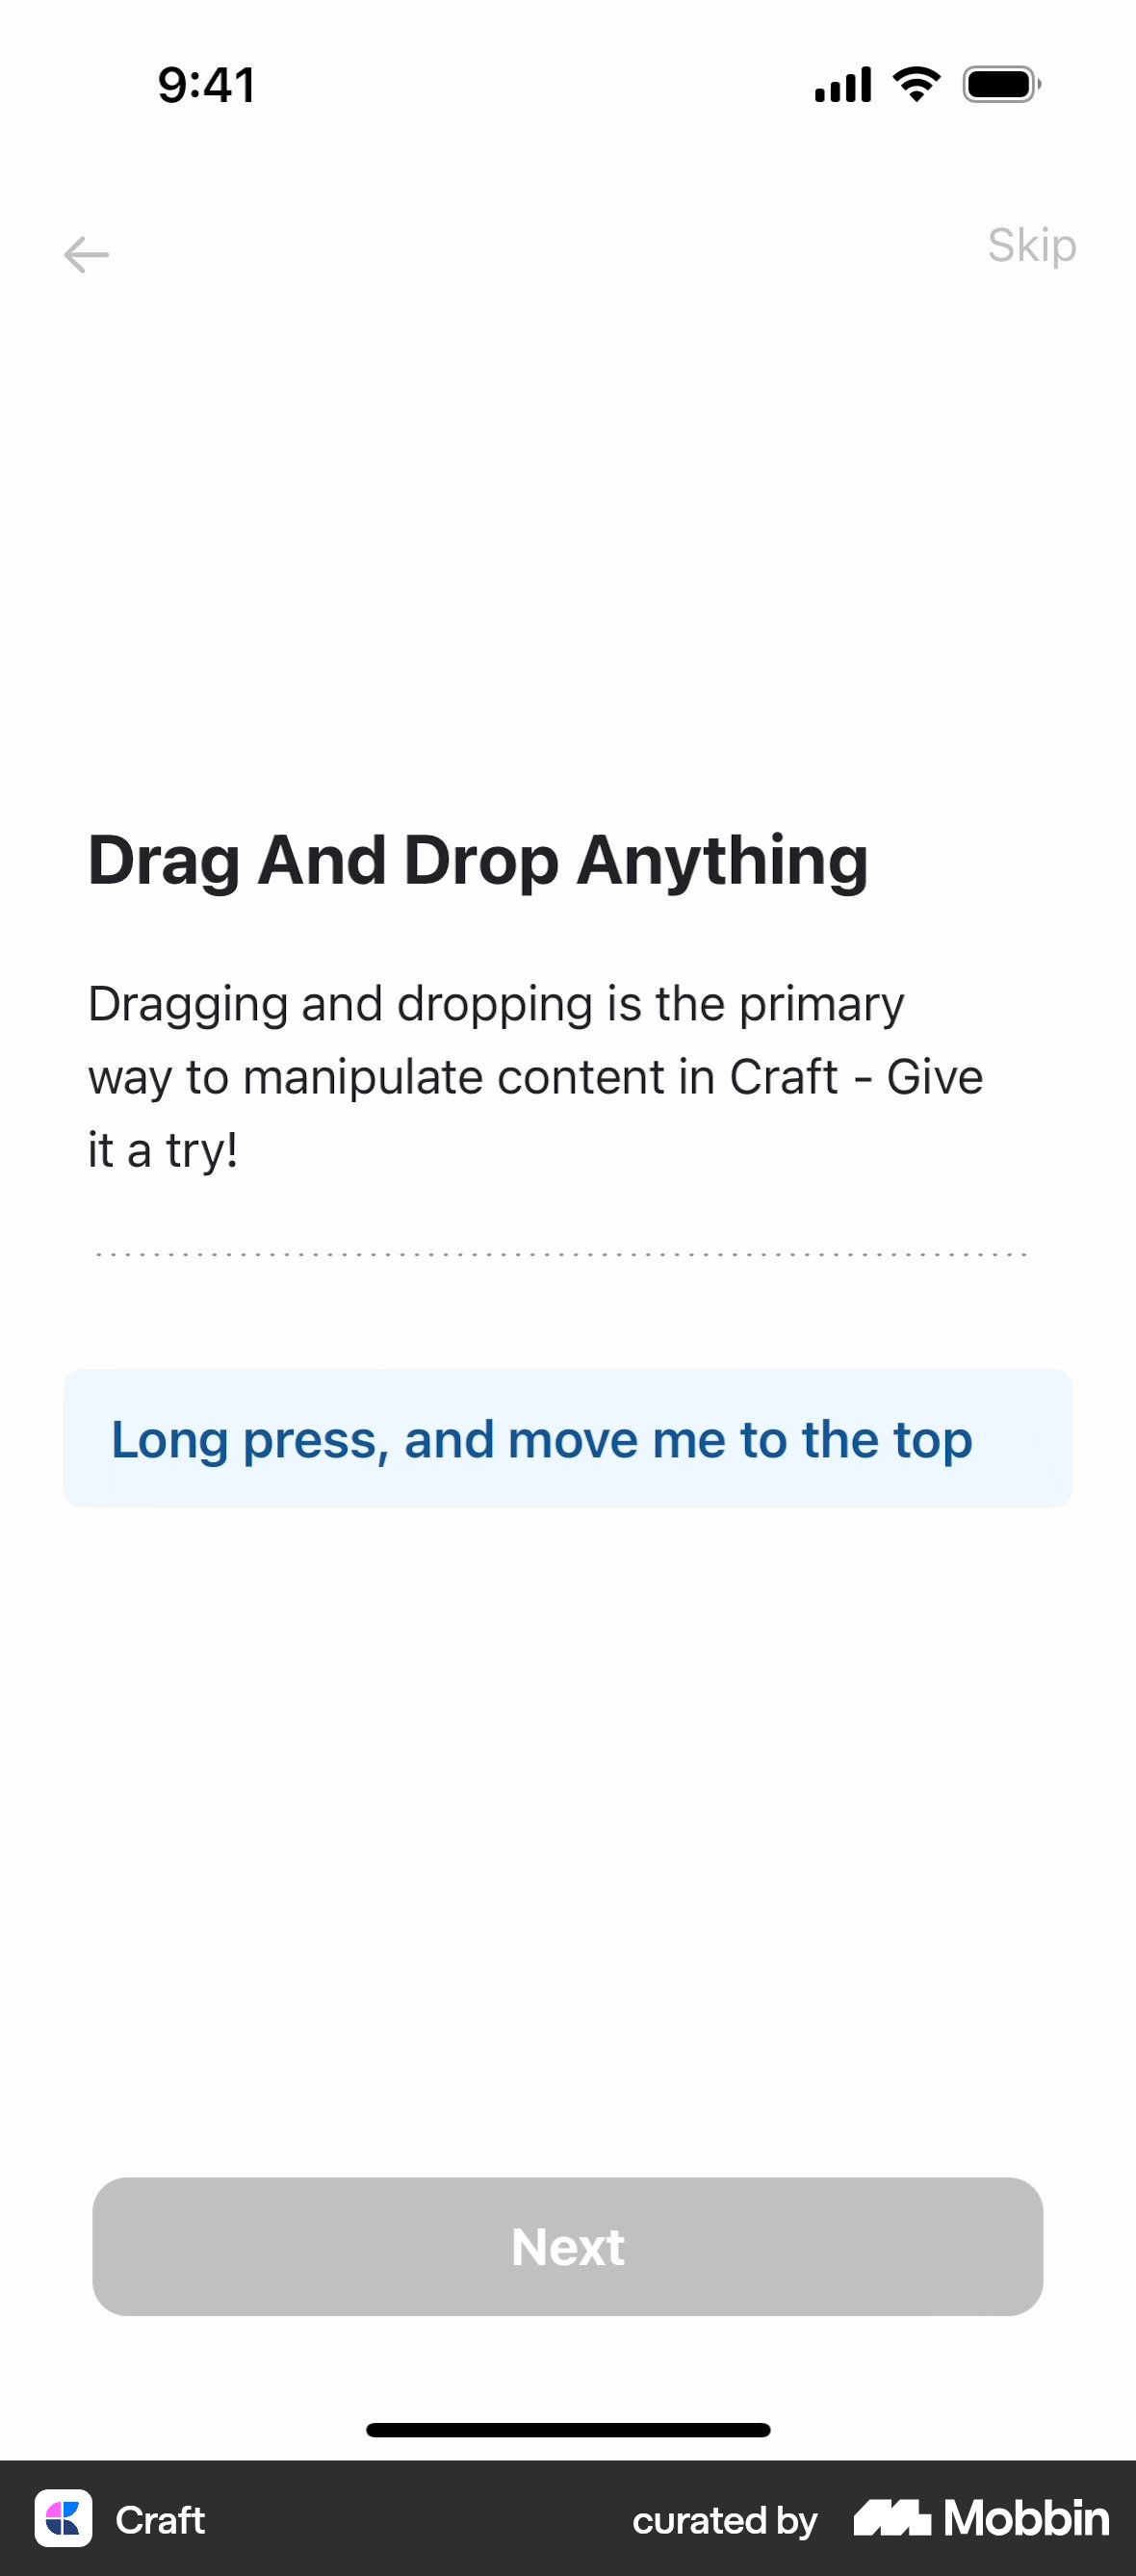 9:41
Skip
Drag And Drop Anything
Dragging and dropping is the primary
way to manipulate content in Craft - Give
it a try!
Long press, and move me to the top
Next
Craft
curated by Mobbin